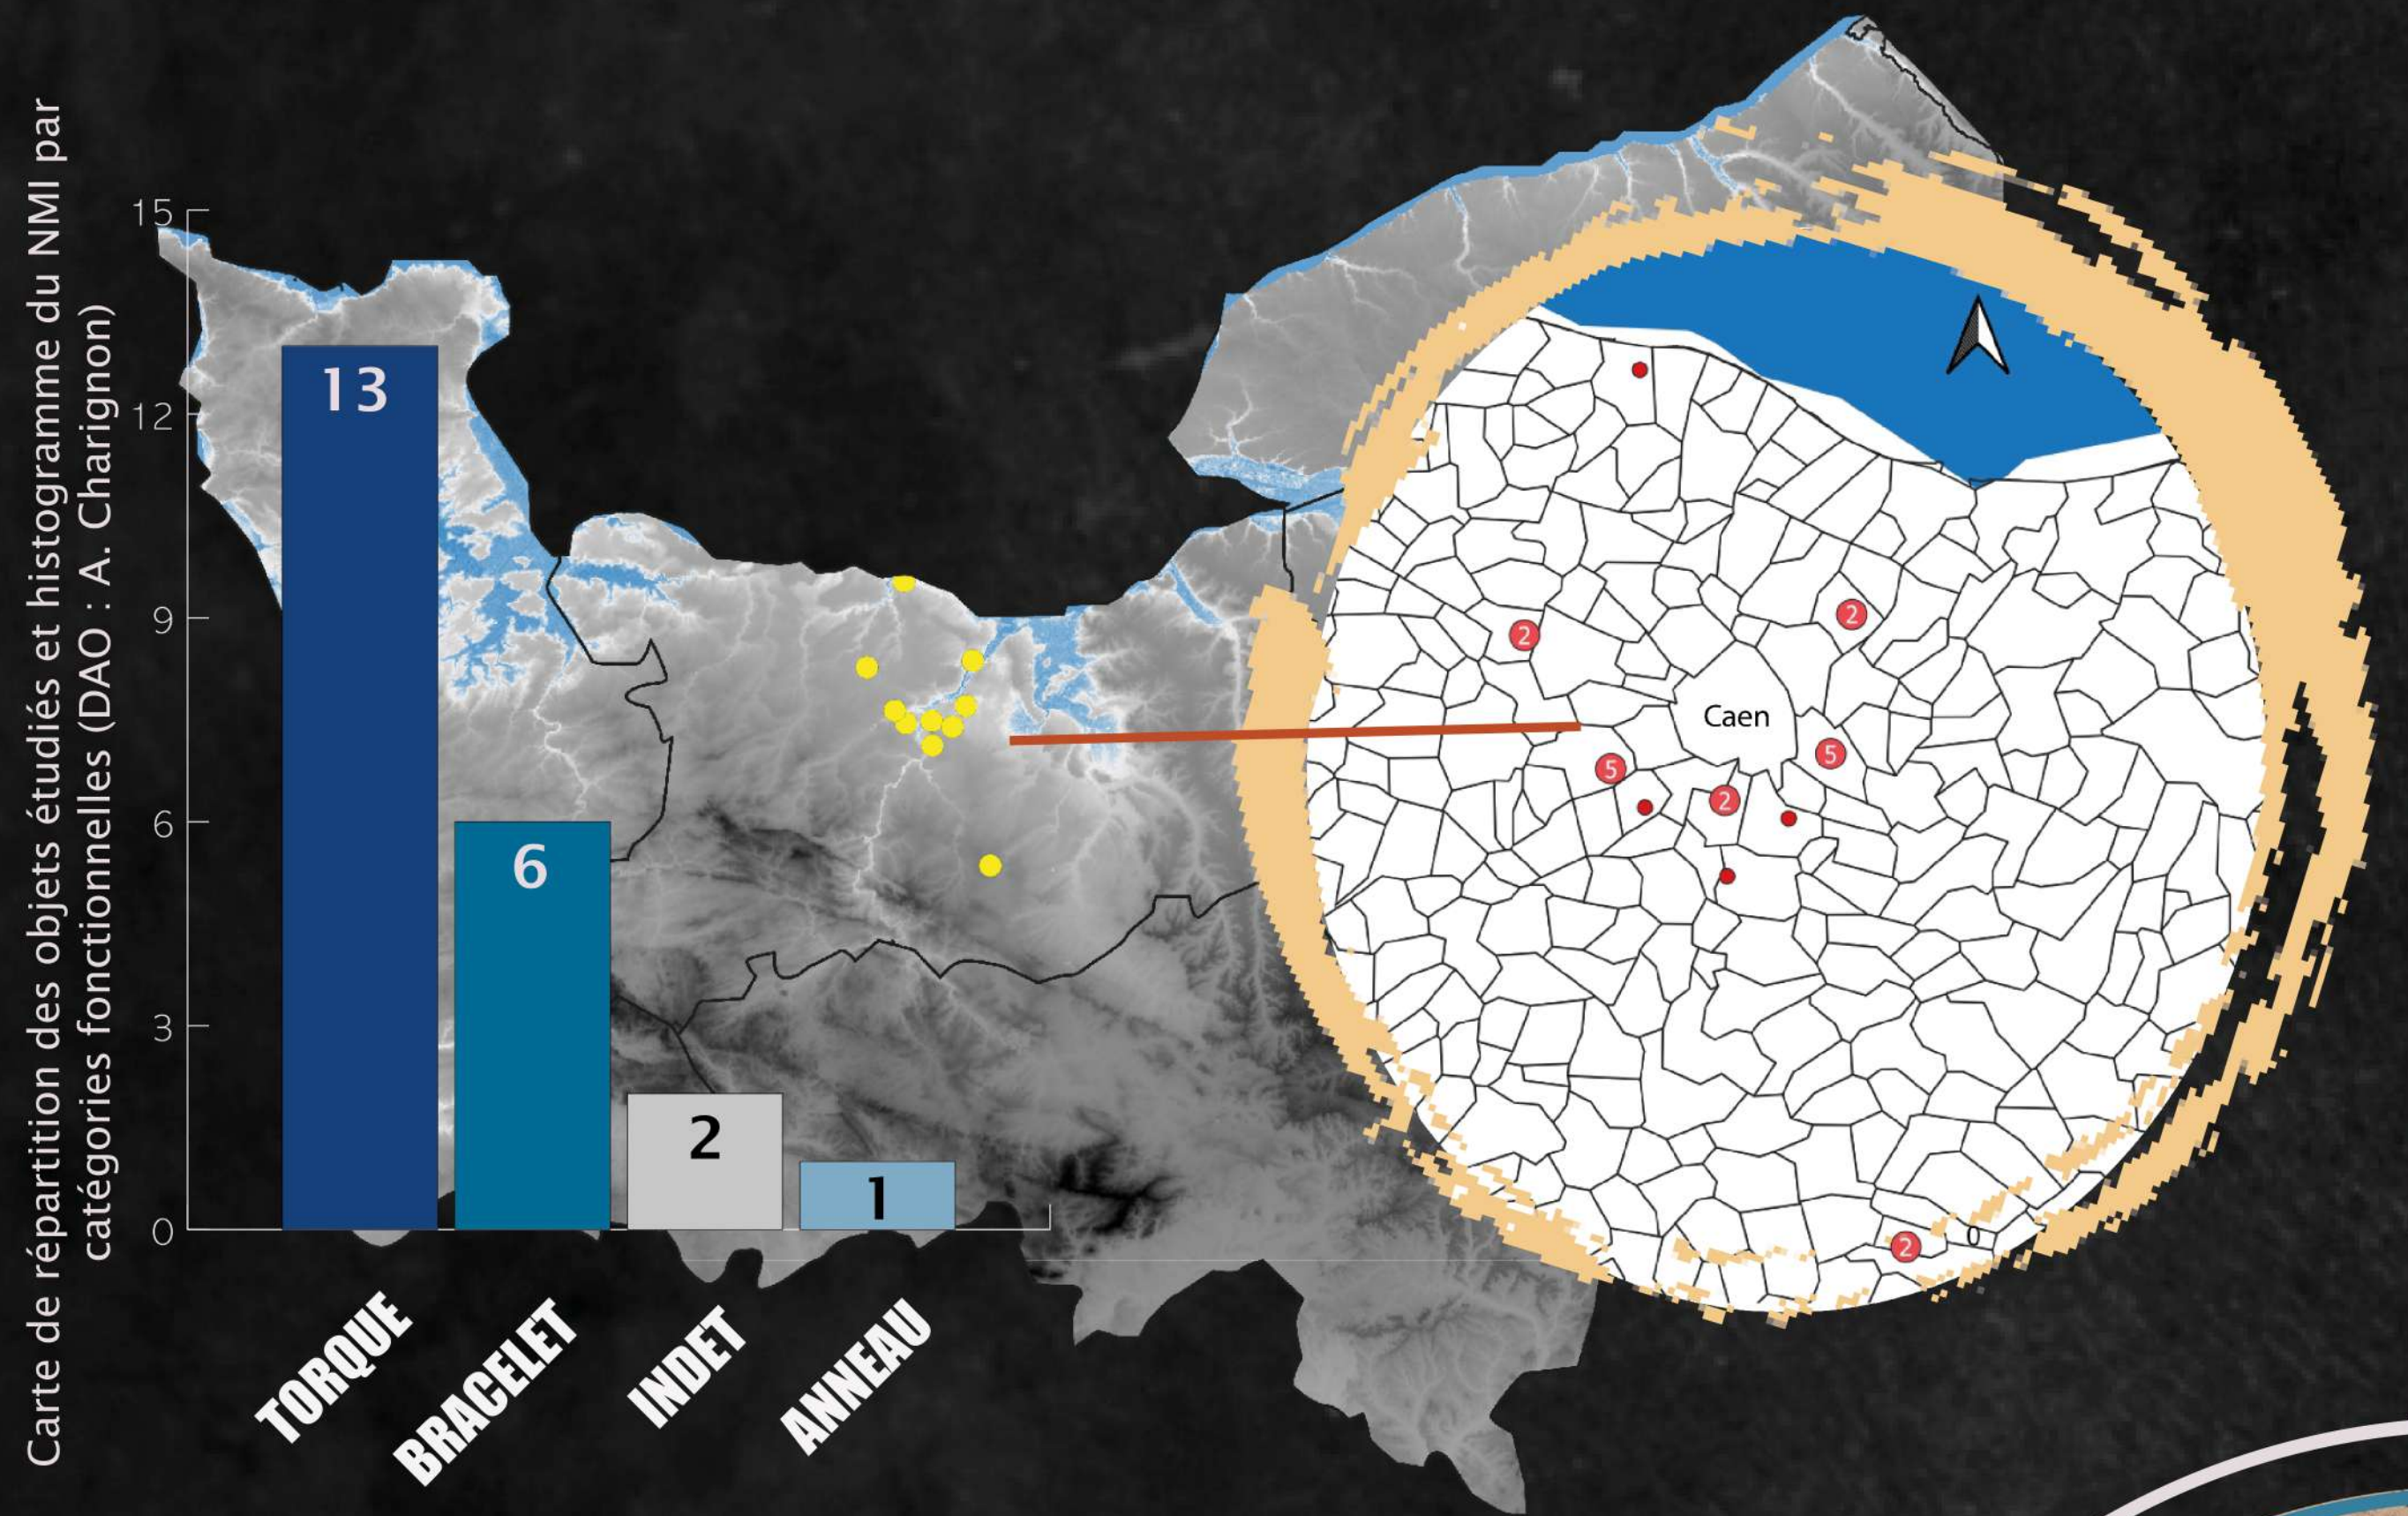 Carte de répartition des objets étudiés et histogramme du NMI par
catégories fonctionnelles (DAO : A. Charignon)
15
12
9
6
3
0
13
6
2
1
TORQUE
BRACELET
INDET
ANNEAU
2
2
Caen
5
5
2
2
0